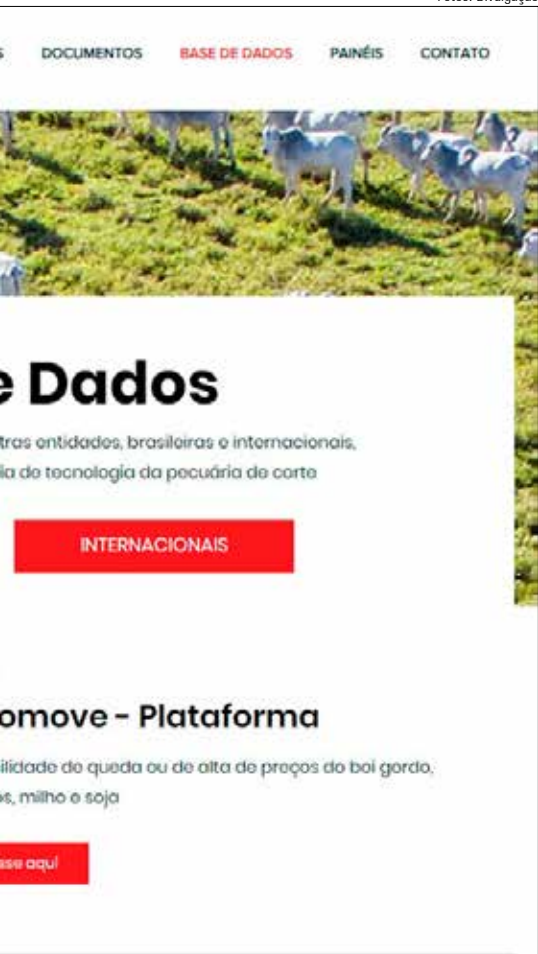 DOCUMENTOS BASE DE DADOS PAINÉIS CONTATO
e Dados
tras entidades, brasileiras e internacionais,
ia de tecnologia da pecuária de corte
INTERNACIONAIS
omove - Plataforma
ilidade de queda ou de alta de preços do boi gordo,
os, milho e soja
sse aqui